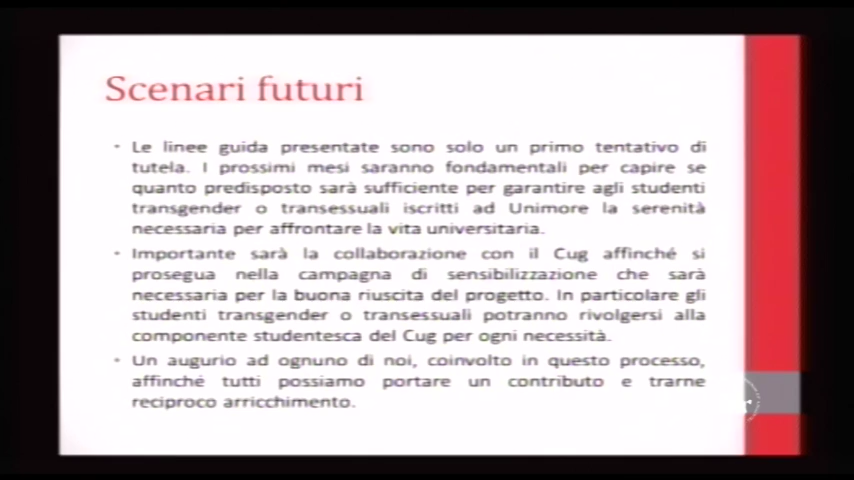 Scenari futuri
Le linee guida presentate sono solo un primo tentativo di
tutela. I prossimi mesi saranno fondamentali per capire se
quanto predisposto sarà sufficiente per garantire agli studenti
transgender o transessuali iscritti ad Unimore la serenità
necessaria per affrontare la vita universitaria.
Importante sarà la collaborazione con il Cug affinché si
prosegua nella campagna di sensibilizzazione che sarà
necessaria per la buona riuscita del progetto. In particolare gli
studenti transgender o transessuali potranno rivolgersi alla
componente studentesca del Cug per ogni necessità.
Un augurio ad ognuno di noi, coinvolto in questo processo,
affinché tutti possiamo portare un contributo e trarne
reciproco arricchimento.